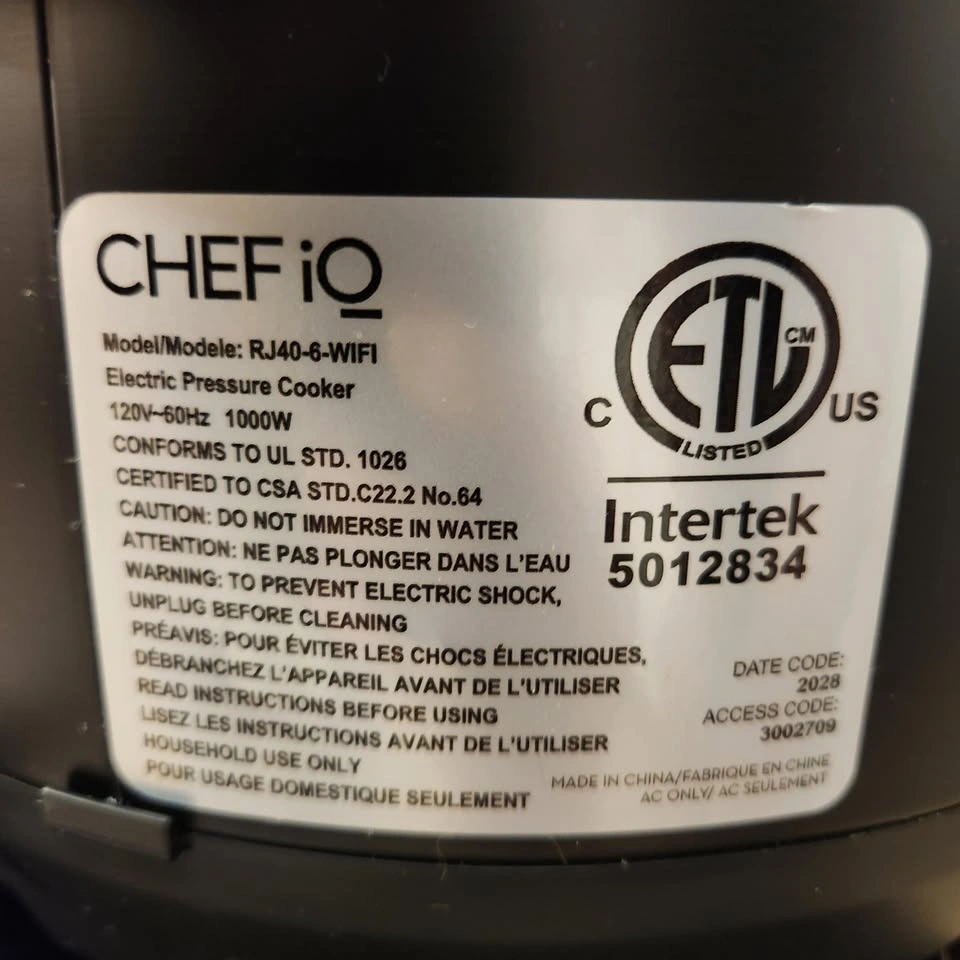 CHEF iQ
Model/Modele: RJ40-6-WIFI
Electric Pressure Cooker
120V~60Hz 1000W
CONFORMS TO UL STD. 1026
CERTIFIED TO CSA STD.C22.2 No.64
CAUTION: DO NOT IMMERSE IN WATER
ATTENTION: NE PAS PLONGER DANS L'EAU
WARNING: TO PREVENT ELECTRIC SHOCK,
UNPLUG BEFORE CLEANING
PRÉAVIS: POUR ÉVITER LES CHOCS ÉLECTRIQUES,
DÉBRANCHEZ L'APPAREIL AVANT DE L'UTILISER
READ INSTRUCTIONS BEFORE USING
LISEZ LES INSTRUCTIONS AVANT DE L'UTILISER
HOUSEHOLD USE ONLY
POUR USAGE DOMESTIQUE SEULEMENT
ETL CM
C US
LISTED
Intertek
5012834
DATE CODE:
2028
ACCESS CODE:
3002709
MADE IN CHINA/FABRIQUE EN CHINE
AC ONLY/ AC SEULEMENT